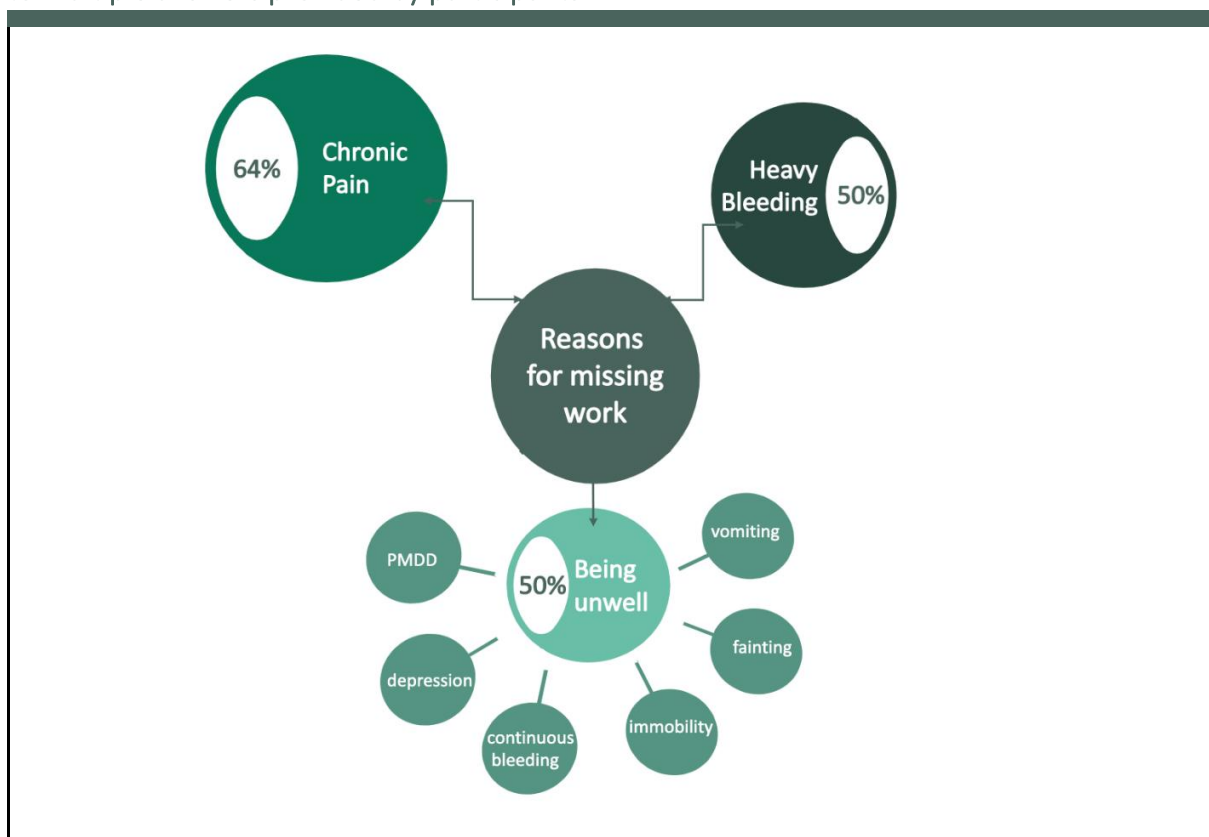 64%
Chronic
Pain
Heavy
Bleeding
50%
Reasons
for missing
work
50%
Being
unwell
PMDD
depression
continuous
bleeding
immobility
fainting
vomiting